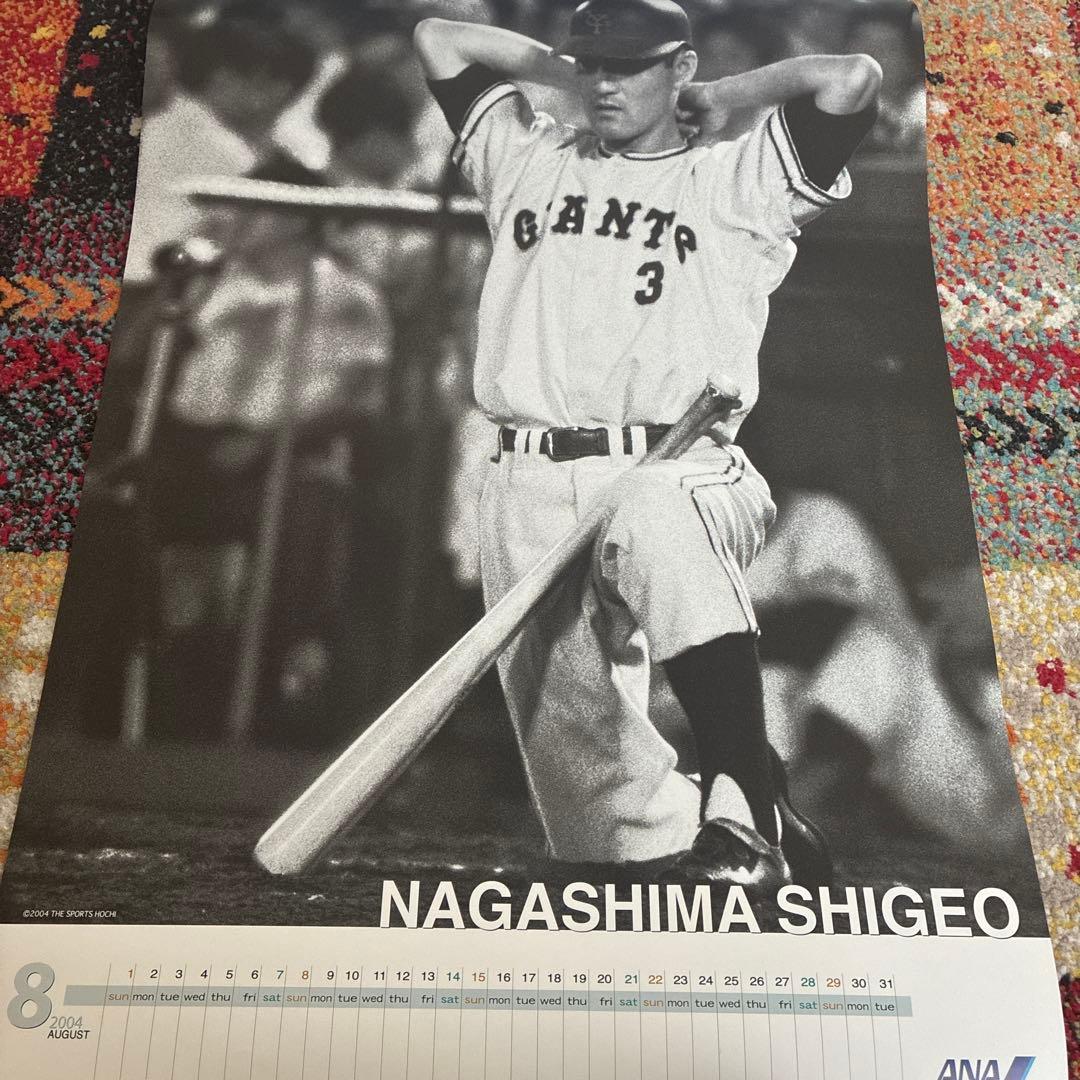 YG
GIANTS
3
©2004 THE SPORTS HOCHI
NAGASHIMA SHIGEO
8
2004
AUGUST
1 2 3 4 5 6 7 8 9 10 11 12 13 14 15 16 17 18 19 20 21 22 23 24 25 26 27 28 29 30 31
sun mon tue wed thu fri sat sun mon tue wed thu fri sat sun mon tue wed thu fri sat sun mon tue wed thu fri sat sun mon tue
ANA